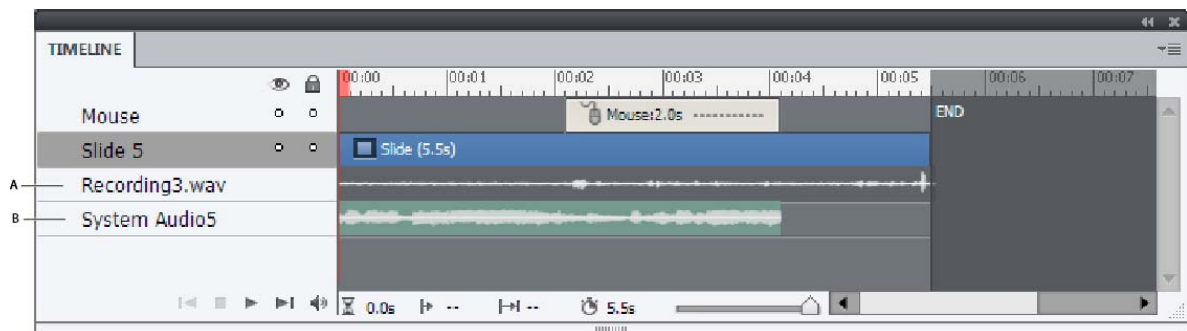 TIMELINE
00:00 00:01 00:02 00:03 00:04 00:05 00:06 00:07
Mouse
Mouse:2.0s
END
Slide 5
Slide (5.5s)
A
Recording3.wav
B
System Audio5
0.0s -- -- 5.5s